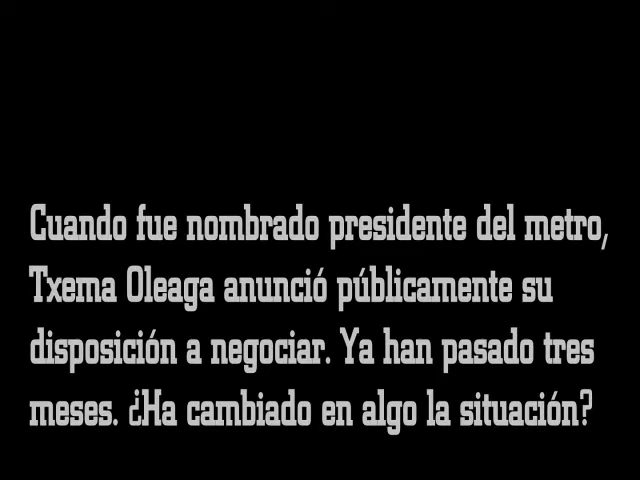 Cuando fue nombrado presidente del metro,
Txema Oleaga anunció públicamente su
disposición a negociar. Ya han pasado tres
meses. ¿Ha cambiado en algo la situación?